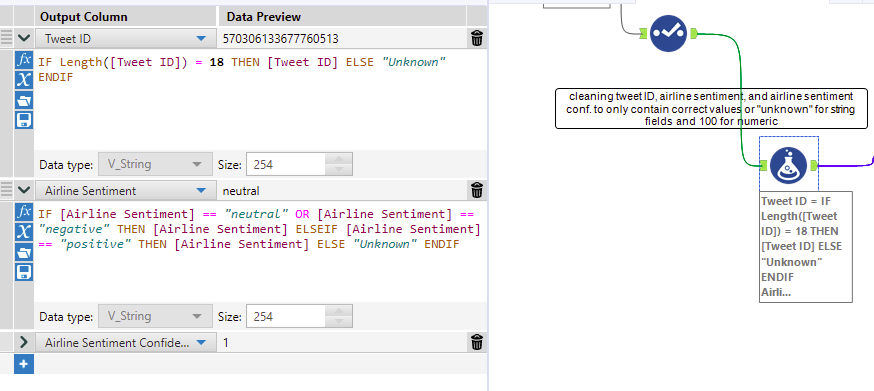 Output Column Data Preview
Tweet ID 570306133677760513
IF Length([Tweet ID]) = 18 THEN [Tweet ID] ELSE "Unknown"
ENDIF
Data type: V_String Size: 254
Airline Sentiment neutral
IF [Airline Sentiment] == "neutral" OR [Airline Sentiment] ==
"negative" THEN [Airline Sentiment] ELSEIF [Airline Sentiment]
== "positive" THEN [Airline Sentiment] ELSE "Unknown" ENDIF
Data type: V_String Size: 254
Airline Sentiment Confide... 1
cleaning tweet ID, airline sentiment, and airline sentiment
conf. to only contain correct values or "unknown" for string
fields and 100 for numeric
Tweet ID = IF
Length([Tweet
ID]) = 18 THEN
[Tweet ID] ELSE
"Unknown"
ENDIF
Airli...